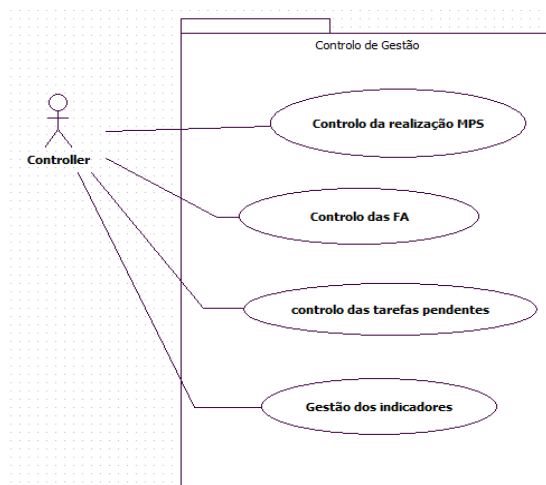 Controlo de Gestão
Controlo da realização MPS
Controller
Controlo das FA
controlo das tarefas pendentes
Gestão dos indicadores